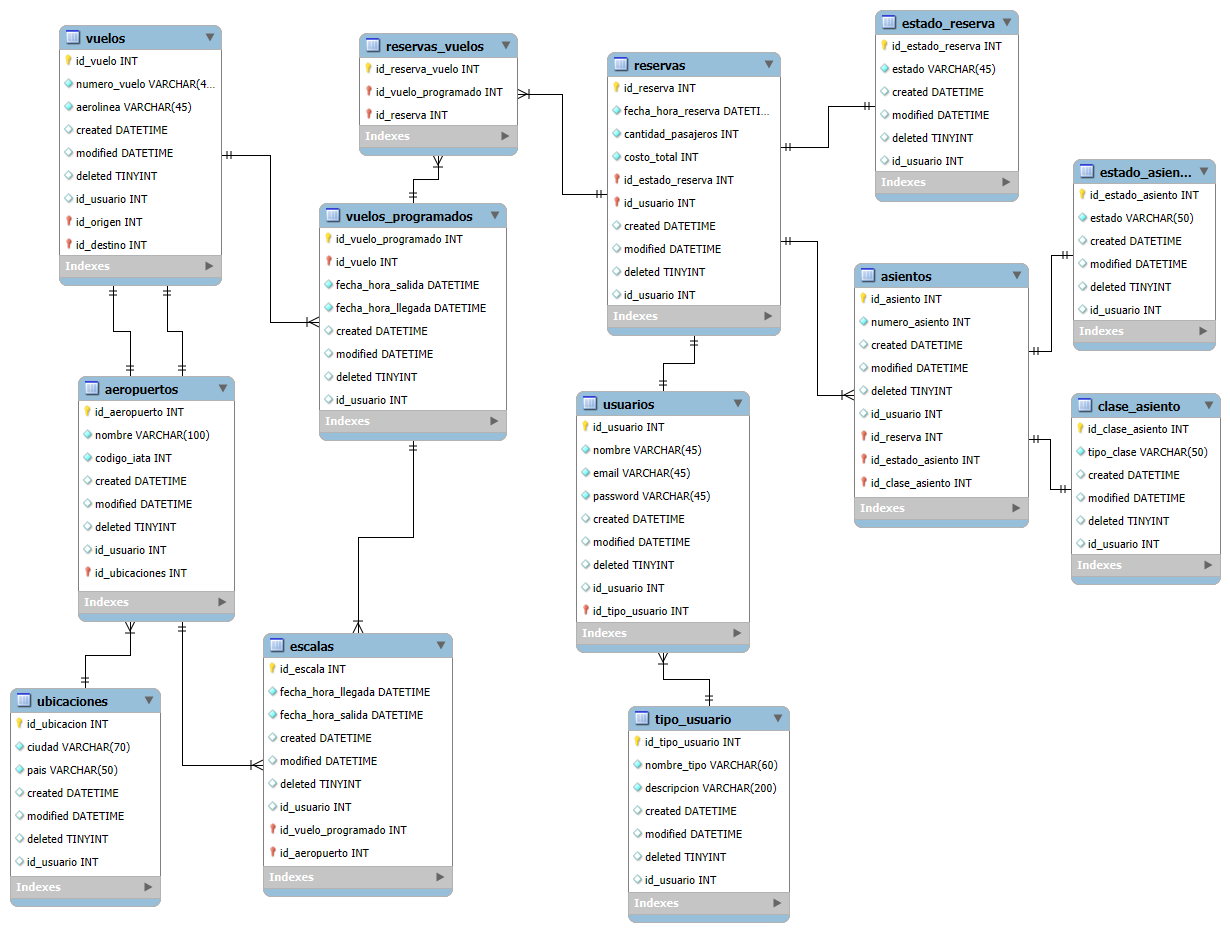 vuelos
id_vuelo INT
numero_vuelo VARCHAR(4...
aerolinea VARCHAR(45)
created DATETIME
modified DATETIME
deleted TINYINT
id_usuario INT
id_origen INT
id_destino INT
Indexes
reservas_vuelos
id_reserva_vuelo INT
id_vuelo_programado INT
id_reserva INT
Indexes
reservas
id_reserva INT
fecha_hora_reserva DATETI...
cantidad_pasajeros INT
costo_total INT
id_estado_reserva INT
id_usuario INT
created DATETIME
modified DATETIME
deleted TINYINT
id_usuario INT
Indexes
estado_reserva
id_estado_reserva INT
estado VARCHAR(45)
created DATETIME
modified DATETIME
deleted TINYINT
id_usuario INT
Indexes
estado_asien...
id_estado_asiento INT
estado VARCHAR(50)
created DATETIME
modified DATETIME
deleted TINYINT
id_usuario INT
Indexes
vuelos_programados
id_vuelo_programado INT
id_vuelo INT
fecha_hora_salida DATETIME
fecha_hora_llegada DATETIME
created DATETIME
modified DATETIME
deleted TINYINT
id_usuario INT
Indexes
asientos
id_asiento INT
numero_asiento INT
created DATETIME
modified DATETIME
deleted TINYINT
id_usuario INT
id_reserva INT
id_estado_asiento INT
id_clase_asiento INT
Indexes
aeropuertos
id_aeropuerto INT
nombre VARCHAR(100)
codigo_iata INT
created DATETIME
modified DATETIME
deleted TINYINT
id_usuario INT
id_ubicaciones INT
Indexes
usuarios
id_usuario INT
nombre VARCHAR(45)
email VARCHAR(45)
password VARCHAR(45)
created DATETIME
modified DATETIME
deleted TINYINT
id_usuario INT
id_tipo_usuario INT
Indexes
clase_asiento
id_clase_asiento INT
tipo_clase VARCHAR(50)
created DATETIME
modified DATETIME
deleted TINYINT
id_usuario INT
Indexes
ubicaciones
id_ubicacion INT
ciudad VARCHAR(70)
pais VARCHAR(50)
created DATETIME
modified DATETIME
deleted TINYINT
id_usuario INT
Indexes
escalas
id_escala INT
fecha_hora_llegada DATETIME
fecha_hora_salida DATETIME
created DATETIME
modified DATETIME
deleted TINYINT
id_usuario INT
id_vuelo_programado INT
id_aeropuerto INT
Indexes
tipo_usuario
id_tipo_usuario INT
nombre_tipo VARCHAR(60)
descripcion VARCHAR(200)
created DATETIME
modified DATETIME
deleted TINYINT
id_usuario INT
Indexes